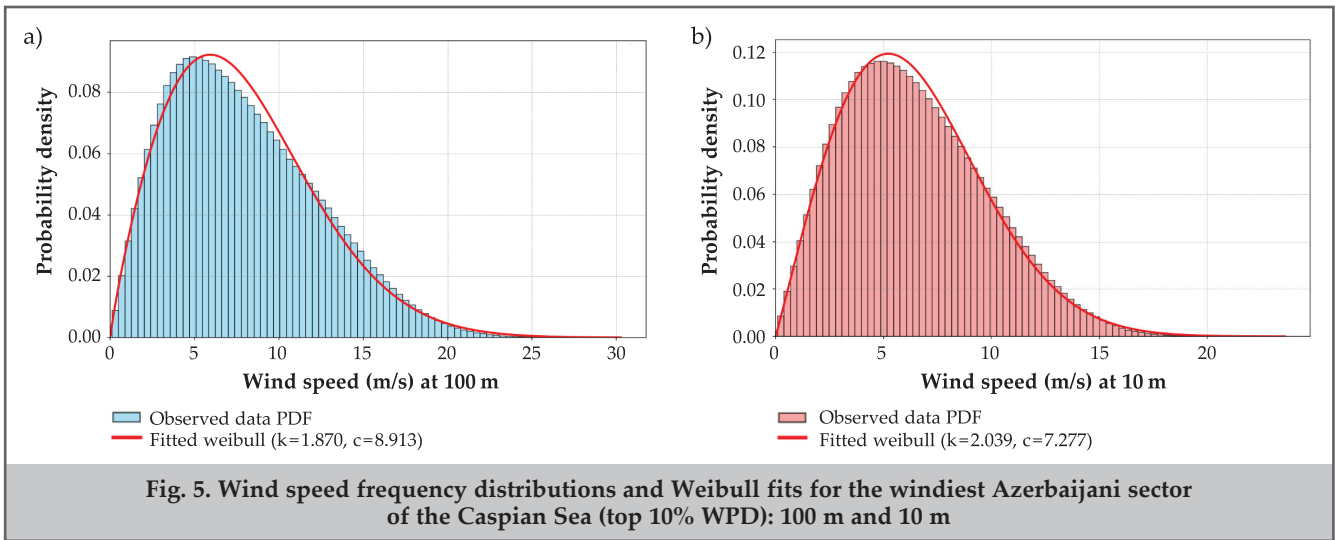 a)
Probability density
0.08
0.06
0.04
0.02
0.00
0 5 10 15 20 25 30
Wind speed (m/s) at 100 m
Observed data PDF
Fitted weibull (k=1.870, c=8.913)
b)
Probability density
0.12
0.10
0.08
0.06
0.04
0.02
0.00
0 5 10 15 20
Wind speed (m/s) at 10 m
Observed data PDF
Fitted weibull (k=2.039, c=7.277)
Fig. 5. Wind speed frequency distributions and Weibull fits for the windiest Azerbaijani sector
of the Caspian Sea (top 10% WPD): 100 m and 10 m